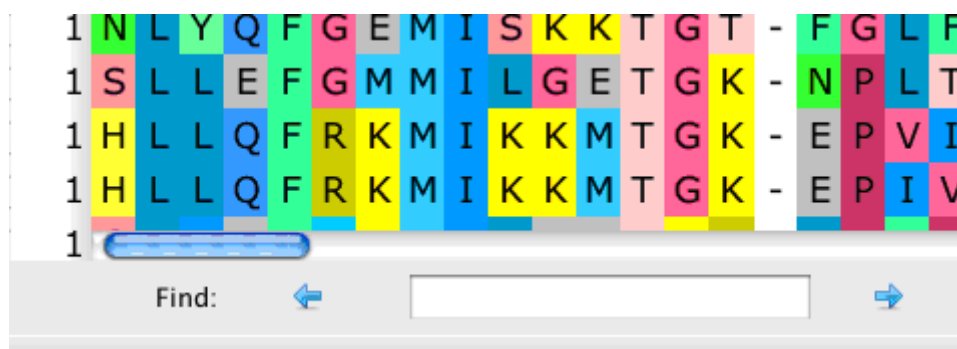 1 N L Y Q F G E M I S K K T G T - F G L F
1 S L L E F G M M I L G E T G K - N P L T
1 H L L Q F R K M I K K M T G K - E P V I
1 H L L Q F R K M I K K M T G K - E P I V
1
Find: